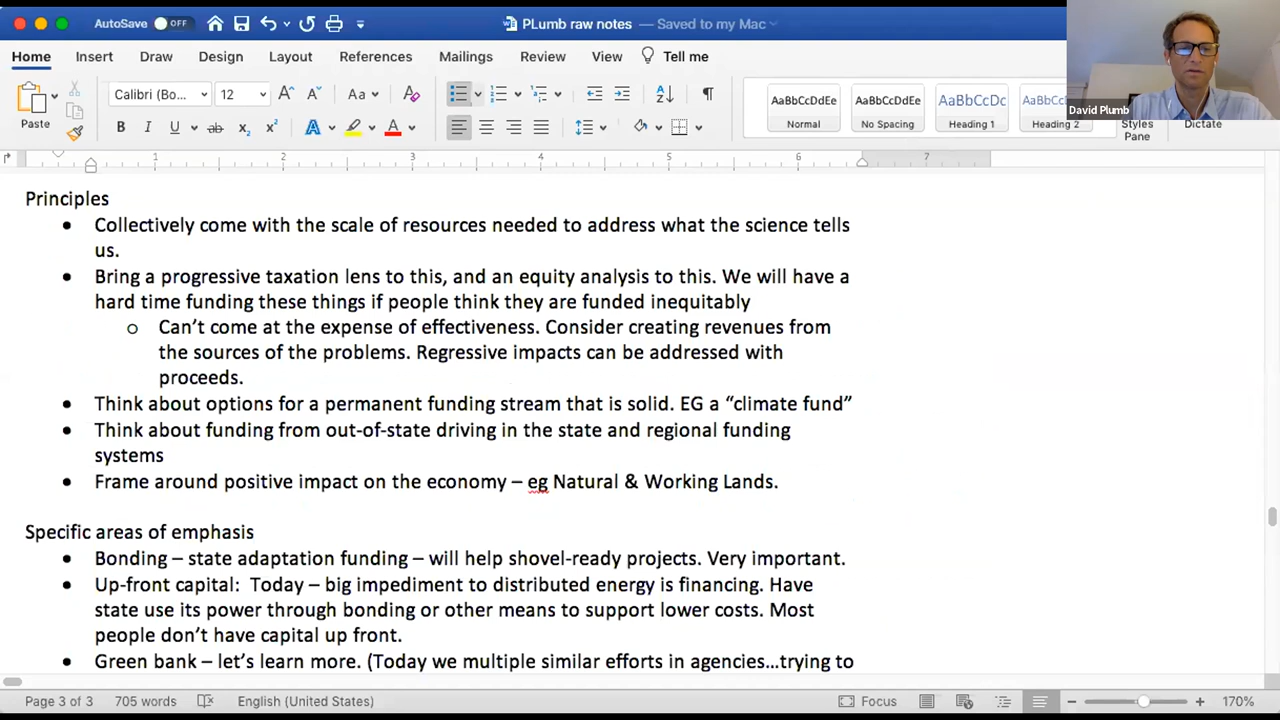 AutoSave OFF PLumb raw notes — Saved to my Mac
Home Insert Draw Design Layout References Mailings Review View Tell me
Paste
Calibri (Bo... 12
AaBbCcDdEe AaBbCcDdEe AaBbCcDc AaBbCcDdEe
Normal No Spacing Heading 1 Heading 2
Styles
Pane
Dictate
David Plumb
1 2 3 4 5 6 7
Principles
• Collectively come with the scale of resources needed to address what the science tells
us.
• Bring a progressive taxation lens to this, and an equity analysis to this. We will have a
hard time funding these things if people think they are funded inequitably
o Can’t come at the expense of effectiveness. Consider creating revenues from
the sources of the problems. Regressive impacts can be addressed with
proceeds.
• Think about options for a permanent funding stream that is solid. EG a “climate fund”
• Think about funding from out-of-state driving in the state and regional funding
systems
• Frame around positive impact on the economy – eg Natural & Working Lands.
Specific areas of emphasis
• Bonding – state adaptation funding – will help shovel-ready projects. Very important.
• Up-front capital: Today – big impediment to distributed energy is financing. Have
state use its power through bonding or other means to support lower costs. Most
people don’t have capital up front.
• Green bank – let’s learn more. (Today we multiple similar efforts in agencies…trying to
Page 3 of 3 705 words English (United States) Focus 170%